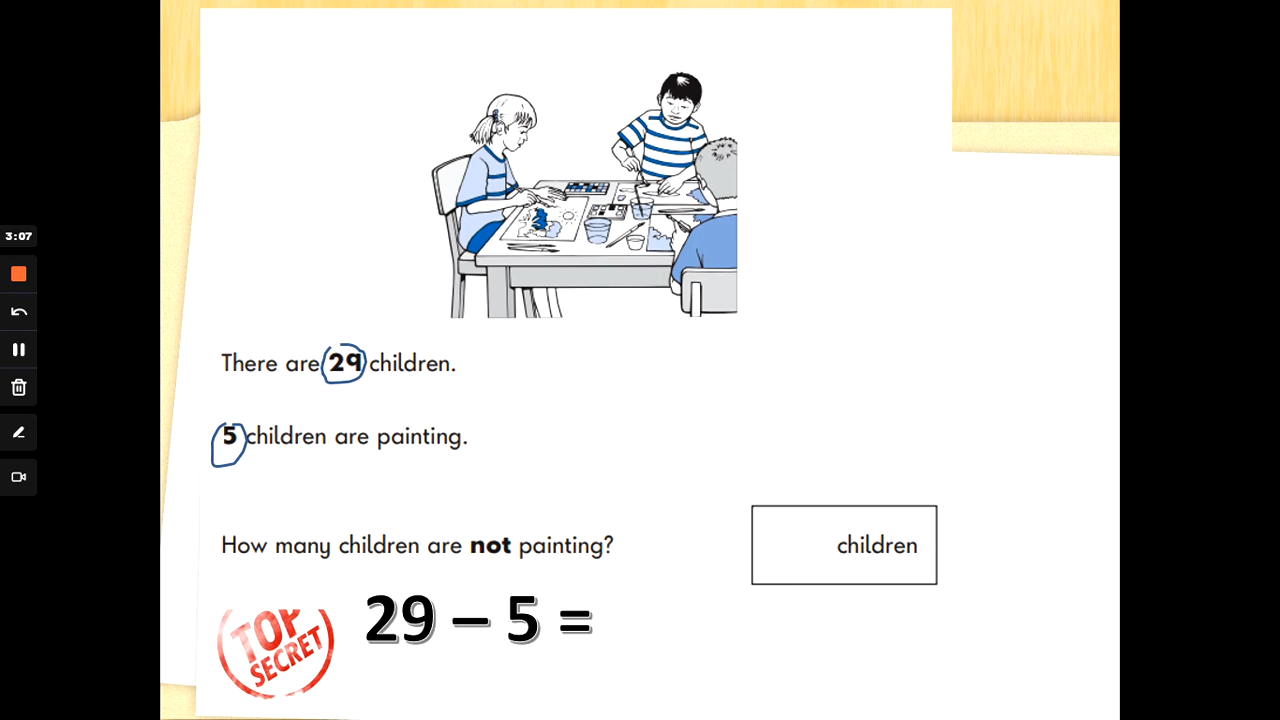 3:07
There are 29 children.
5 children are painting.
How many children are not painting?
children
TOP
SECRET
29 – 5 =